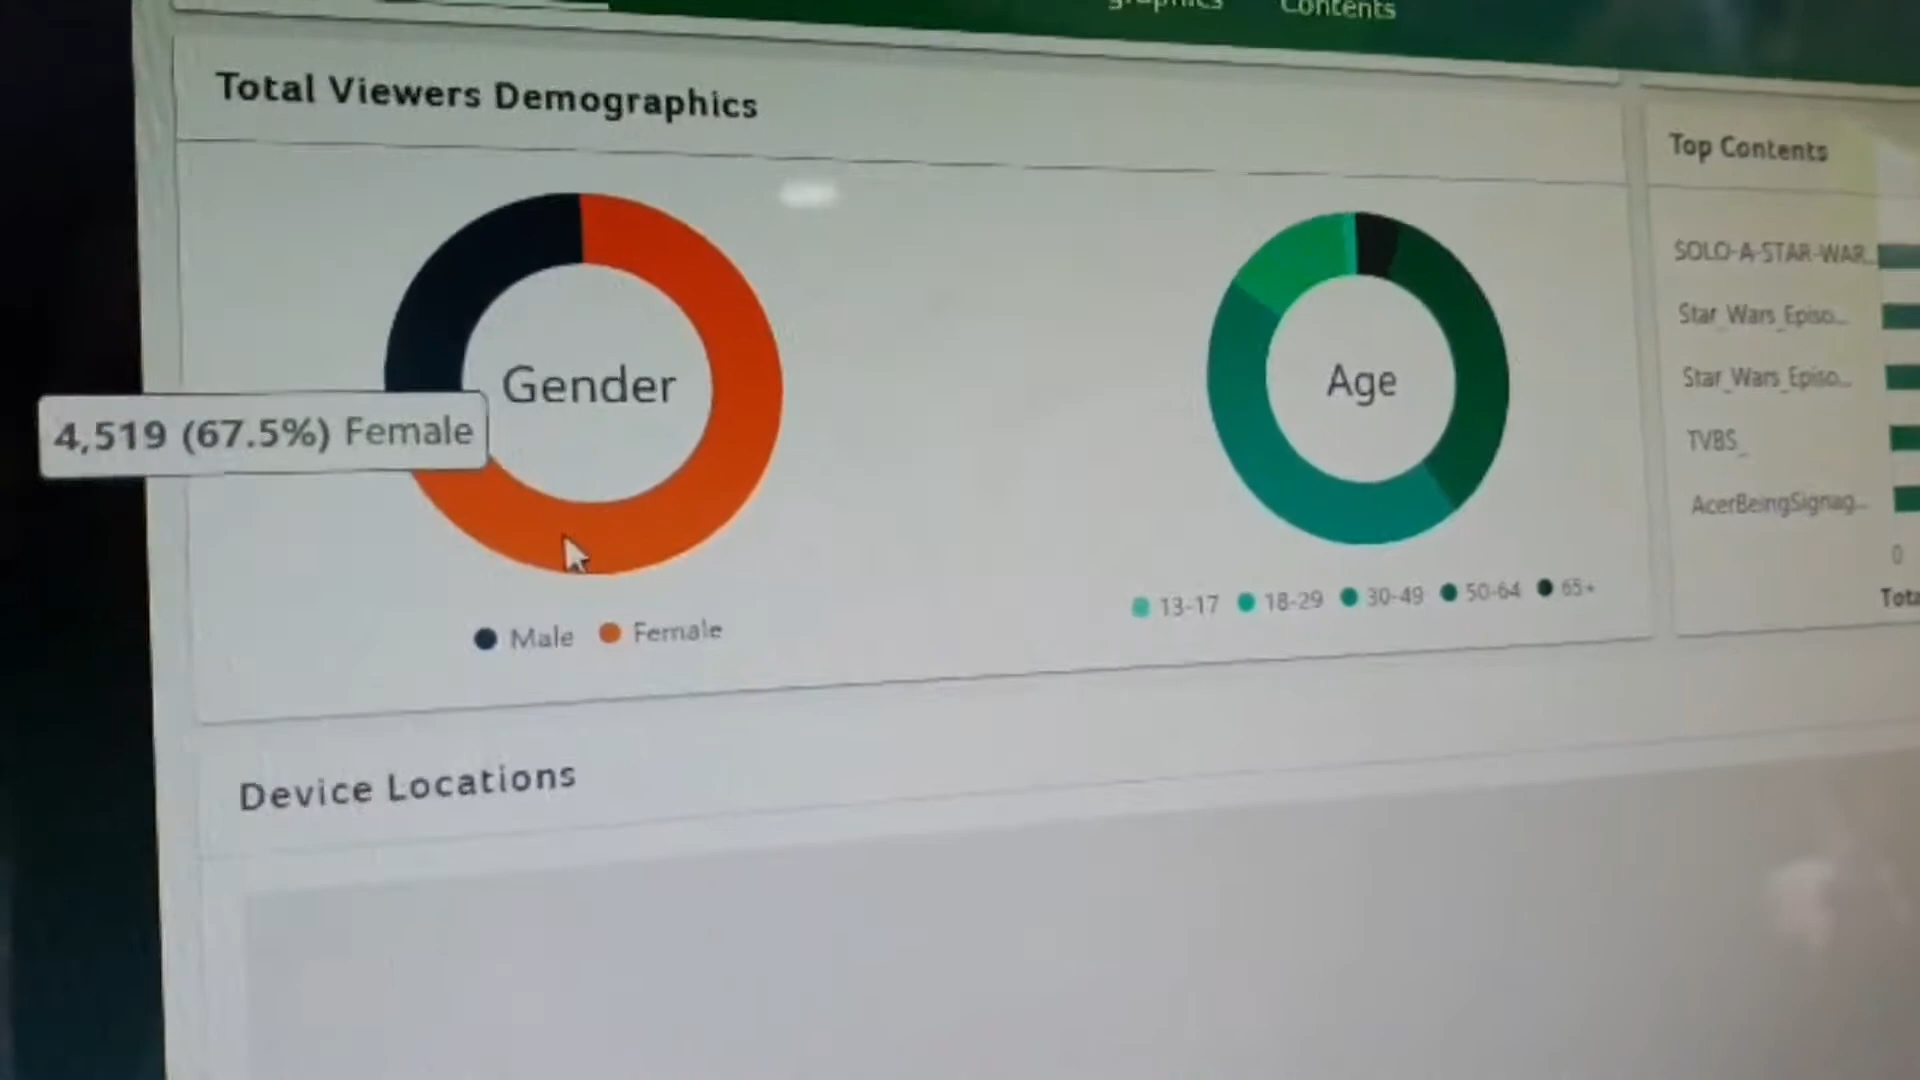 Contents
Total Viewers Demographics
Top Contents
Gender
4,519 (67.5%) Female
Male
Female
Age
13-17
18-29
30-49
50-64
65+
SOLO-A-STAR-WAR...
Star_Wars_Episo...
Star_Wars_Episo...
TVBS_
AcerBeingSignag...
0
Device Locations